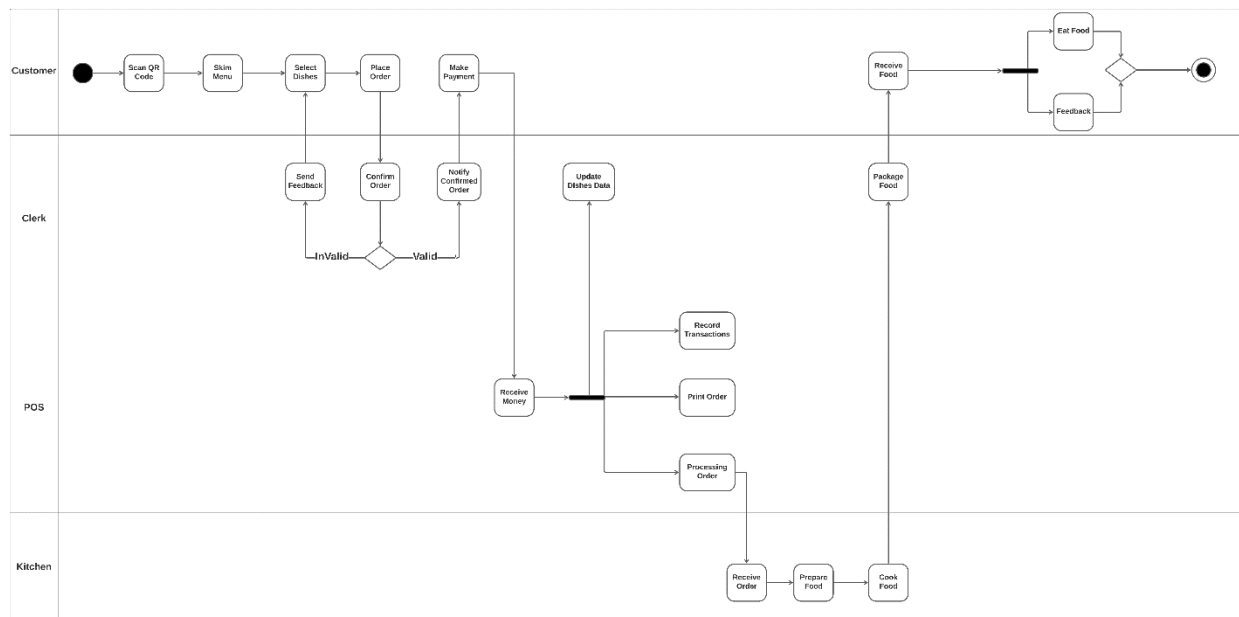 Customer
Scan QR
Code
Skim
Menu
Select
Dishes
Place
Order
Make
Payment
Receive
Food
Eat Food
Feedback
Clerk
Send
Feedback
Confirm
Order
Notify
Confirmed
Order
Update
Dishes Data
Package
Food
InValid
Valid
POS
Receive
Money
Record
Transactions
Print Order
Processing
Order
Kitchen
Receive
Order
Prepare
Food
Cook
Food